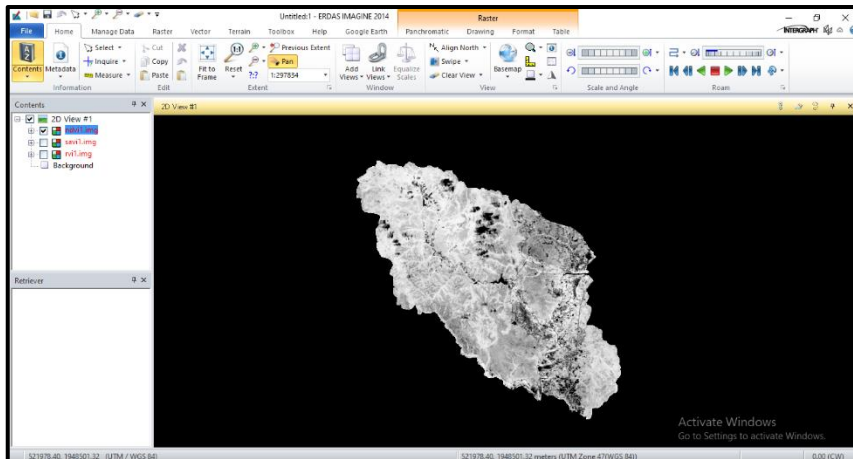 Untitled:1 - ERDAS IMAGINE 2014
Raster
File Home Manage Data Raster Vector Terrain Toolbox Help Google Earth Panchromatic Drawing Format Table
INTERGRAPH
Contents
Metadata
Select
Inquire
Measure
Information
Cut
Copy
Paste
Edit
Fit to Frame
Reset
1:1
?:?
Previous Extent
Pan
1:297834
Extent
Add Views
Link Views
Equalize Scales
Window
Align North
Swipe
Clear View
Basemap
View
Scale and Angle
Roam
Contents
2D View #1
2D View #1
ndvi1.img
savi1.img
rvi1.img
Background
Retriever
Activate Windows
Go to Settings to activate Windows.
521978.40, 1948501.32 (UTM / WGS 84)
521978.40, 1948501.32 meters (UTM Zone 47(WGS 84))
0.00 (CW)